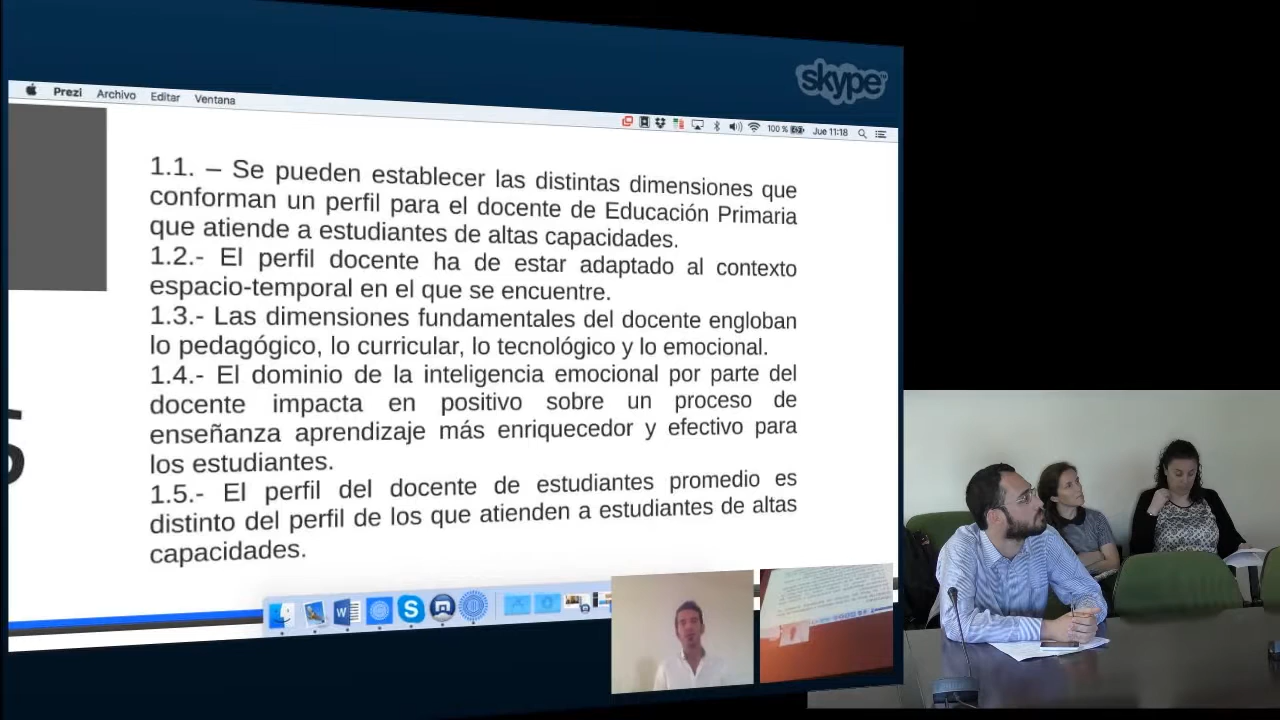 skype
Prezi Archivo Editar Ventana
100 % Jue 11:18
1.1. – Se pueden establecer las distintas dimensiones que
conforman un perfil para el docente de Educación Primaria
que atiende a estudiantes de altas capacidades.
1.2.- El perfil docente ha de estar adaptado al contexto
espacio-temporal en el que se encuentre.
1.3.- Las dimensiones fundamentales del docente engloban
lo pedagógico, lo curricular, lo tecnológico y lo emocional.
1.4.- El dominio de la inteligencia emocional por parte del
docente impacta en positivo sobre un proceso de
enseñanza aprendizaje más enriquecedor y efectivo para
los estudiantes.
1.5.- El perfil del docente de estudiantes promedio es
distinto del perfil de los que atienden a estudiantes de altas
capacidades.